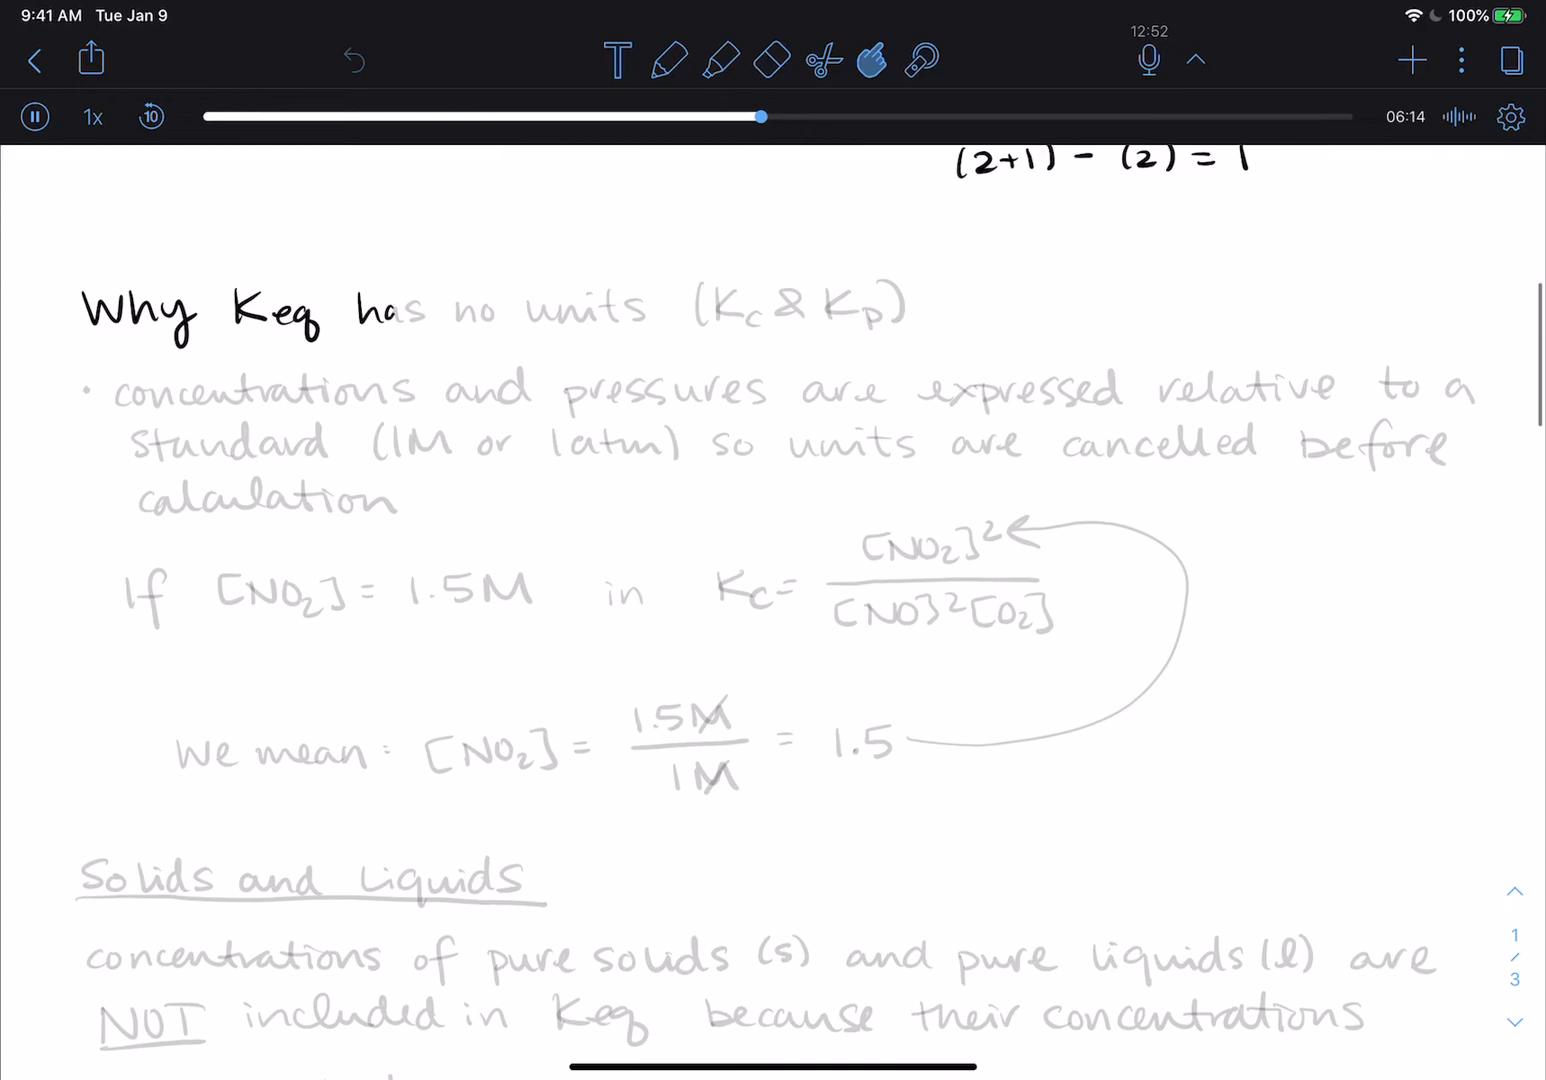 9:41 AM Tue Jan 9
100%
12:52
T
1x
10
06:14
(2+1) - (2) = 1
Why Keq has no units (Kc & Kp)
• concentrations and pressures are expressed relative to a
standard (1M or 1atm) so units are cancelled before
calculation
If [NO₂] = 1.5M in Kc = [NO₂]² / [NO]²[O₂]
We mean: [NO₂] = 1.5M / 1M = 1.5
Solids and Liquids
concentrations of pure solids (s) and pure liquids (l) are
NOT included in Keq because their concentrations
1
/
3